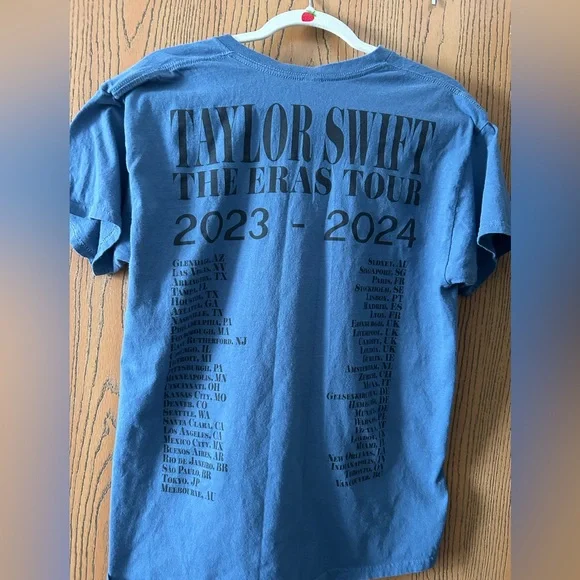 TAYLOR SWIFT
THE ERAS TOUR
2023 - 2024
GLENDALE, AZ
LAS VEGAS, NV
ARLINGTON, TX
TAMPA, FL
HOUSTON, TX
ATLANTA, GA
NASHVILLE, TN
PHILADELPHIA, PA
FOXBOROUGH, MA
EAST RUTHERFORD, NJ
CHICAGO, IL
DETROIT, MI
PITTSBURGH, PA
MINNEAPOLIS, MN
CINCINNATI, OH
KANSAS CITY, MO
DENVER, CO
SEATTLE, WA
SANTA CLARA, CA
LOS ANGELES, CA
MEXICO CITY, MX
BUENOS AIRES, AR
RIO DE JANEIRO, BR
SÃO PAULO, BR
TOKYO, JP
MELBOURNE, AU
SYDNEY, AU
SINGAPORE, SG
PARIS, FR
STOCKHOLM, SE
LISBON, PT
MADRID, ES
LYON, FR
EDINBURGH, UK
LIVERPOOL, UK
CARDIFF, UK
LONDON, UK
DUBLIN, IE
AMSTERDAM, NL
ZURICH, CH
MILAN, IT
GELSENKIRCHEN, DE
HAMBURG, DE
MUNICH, DE
WARSAW, PL
VIENNA, AT
LONDON, UK
MIAMI, FL
NEW ORLEANS, LA
INDIANAPOLIS, IN
TORONTO, ON
VANCOUVER, BC